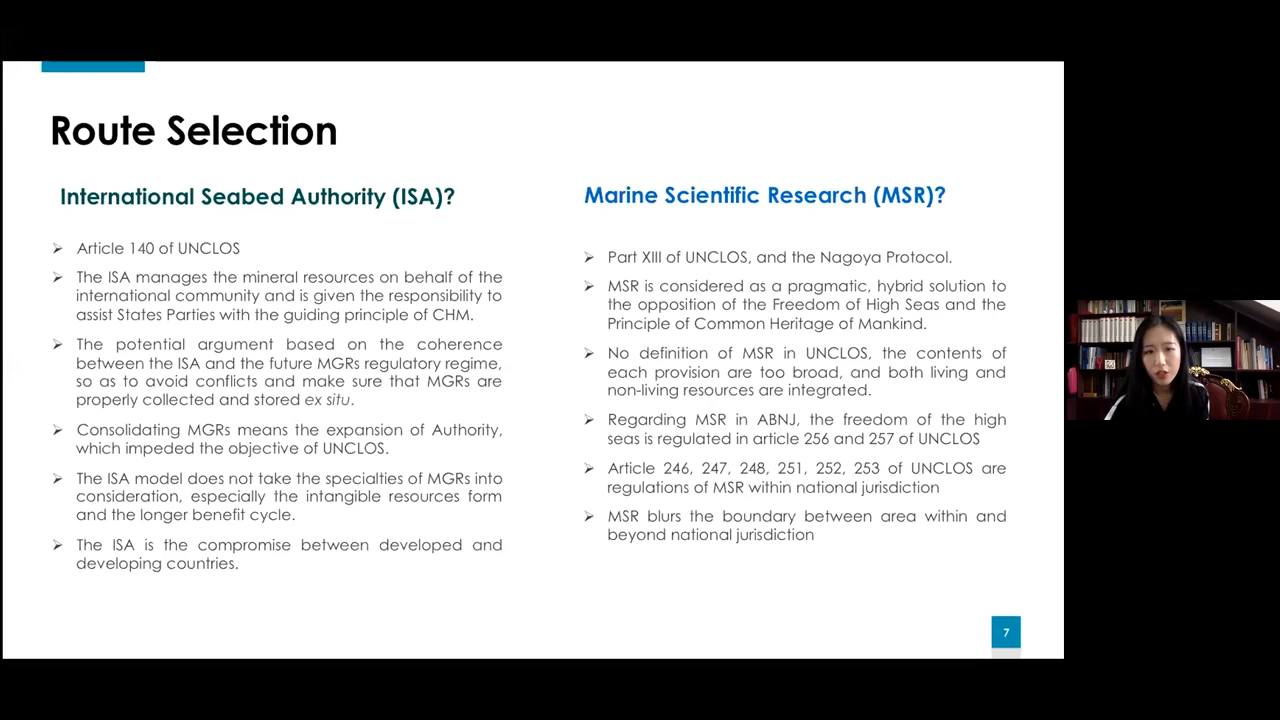 Route Selection
International Seabed Authority (ISA)?
➢ Article 140 of UNCLOS
➢ The ISA manages the mineral resources on behalf of the
international community and is given the responsibility to
assist States Parties with the guiding principle of CHM.
➢ The potential argument based on the coherence
between the ISA and the future MGRs regulatory regime,
so as to avoid conflicts and make sure that MGRs are
properly collected and stored ex situ.
➢ Consolidating MGRs means the expansion of Authority,
which impeded the objective of UNCLOS.
➢ The ISA model does not take the specialties of MGRs into
consideration, especially the intangible resources form
and the longer benefit cycle.
➢ The ISA is the compromise between developed and
developing countries.
Marine Scientific Research (MSR)?
➢ Part XIII of UNCLOS, and the Nagoya Protocol.
➢ MSR is considered as a pragmatic, hybrid solution to
the opposition of the Freedom of High Seas and the
Principle of Common Heritage of Mankind.
➢ No definition of MSR in UNCLOS, the contents of
each provision are too broad, and both living and
non-living resources are integrated.
➢ Regarding MSR in ABNJ, the freedom of the high
seas is regulated in article 256 and 257 of UNCLOS
➢ Article 246, 247, 248, 251, 252, 253 of UNCLOS are
regulations of MSR within national jurisdiction
➢ MSR blurs the boundary between area within and
beyond national jurisdiction
7